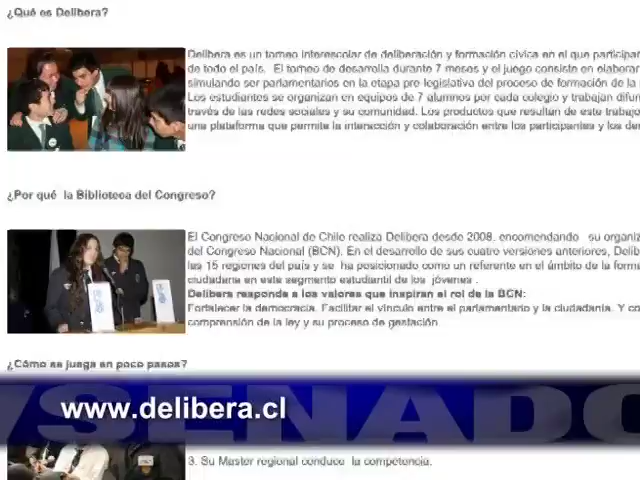 ¿Qué es Delibera?
Delibera es un torneo interescolar de deliberación y formación cívica en el que participar
de todo el país. El torneo de desarrolla durante 7 meses y el juego consiste en elaborar
simulando ser parlamentarios en la etapa pre-legislativa del proceso de formación de la
Los estudiantes se organizan en equipos de 7 alumnos por cada colegio y trabajan difun
través de las redes sociales y su comunidad. Los productos que resultan de este trabajo
una plataforma que permite la interacción y colaboración entre los participantes y los de
¿Por qué la Biblioteca del Congreso?
El Congreso Nacional de Chile realiza Delibera desde 2008, encomendando su organiz
del Congreso Nacional (BCN). En el desarrollo de sus cuatro versiones anteriores, Delib
las 15 regiones del país y se ha posicionado como un referente en el ámbito de la form
ciudadana en este segmento estudiantil de los jóvenes .
Delibera responde a los valores que inspiran el rol de la BCN:
Fortalecer la democracia. Facilitar el vínculo entre el parlamentario y la ciudadanía. Y co
comprensión de la ley y su proceso de gestación
¿Cómo se juega en poco pasos?
www.delibera.cl
TVSENADO
3. Su Master regional conduce la competencia.